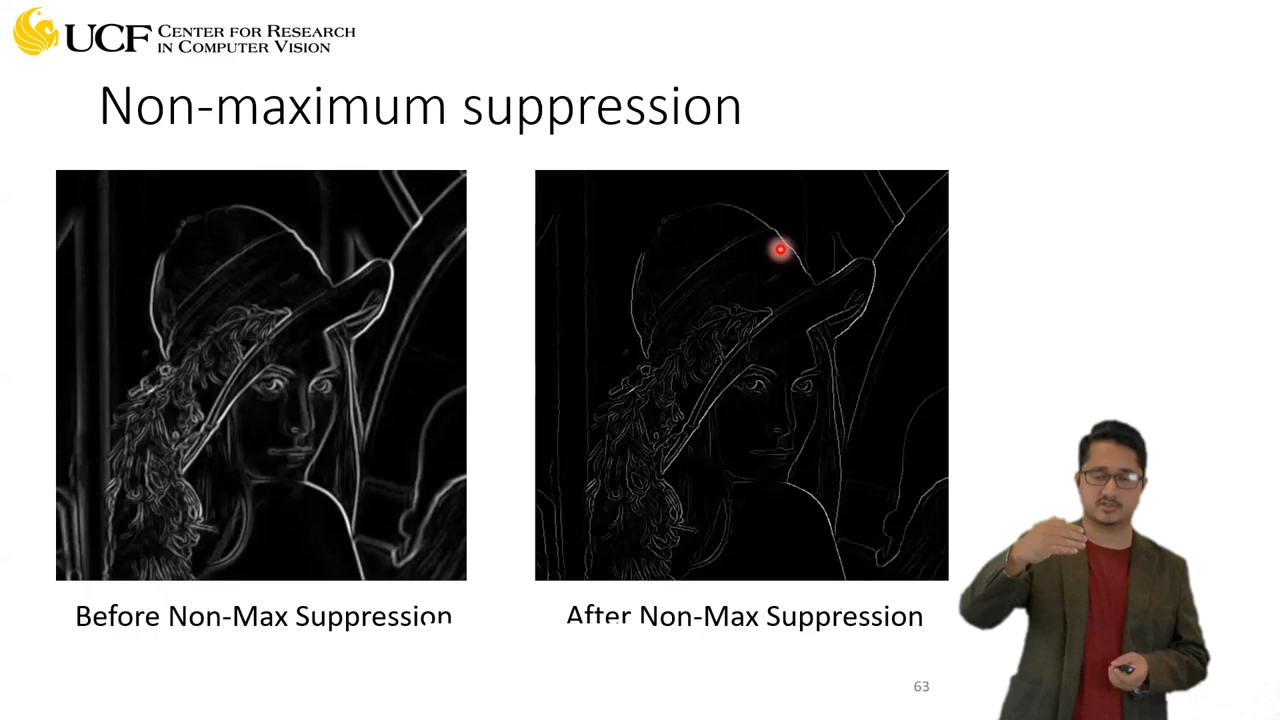 UCF CENTER FOR RESEARCH
IN COMPUTER VISION
Non-maximum suppression
Before Non-Max Suppression
After Non-Max Suppression
63